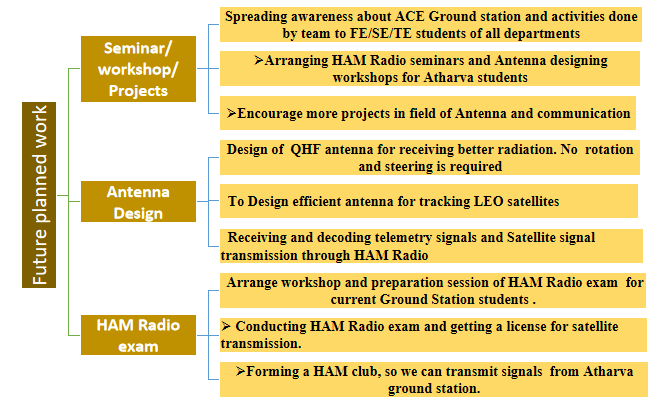 Future planned work
Seminar/
workshop/
Projects
Spreading awareness about ACE Ground station and activities done
by team to FE/SE/TE students of all departments
➢Arranging HAM Radio seminars and Antenna designing
workshops for Atharva students
➢Encourage more projects in field of Antenna and communication
Antenna
Design
Design of QHF antenna for receiving better radiation. No rotation
and steering is required
To Design efficient antenna for tracking LEO satellites
Receiving and decoding telemetry signals and Satellite signal
transmission through HAM Radio
HAM Radio
exam
Arrange workshop and preparation session of HAM Radio exam for
current Ground Station students .
➢ Conducting HAM Radio exam and getting a license for satellite
transmission.
➢Forming a HAM club, so we can transmit signals from Atharva
ground station.